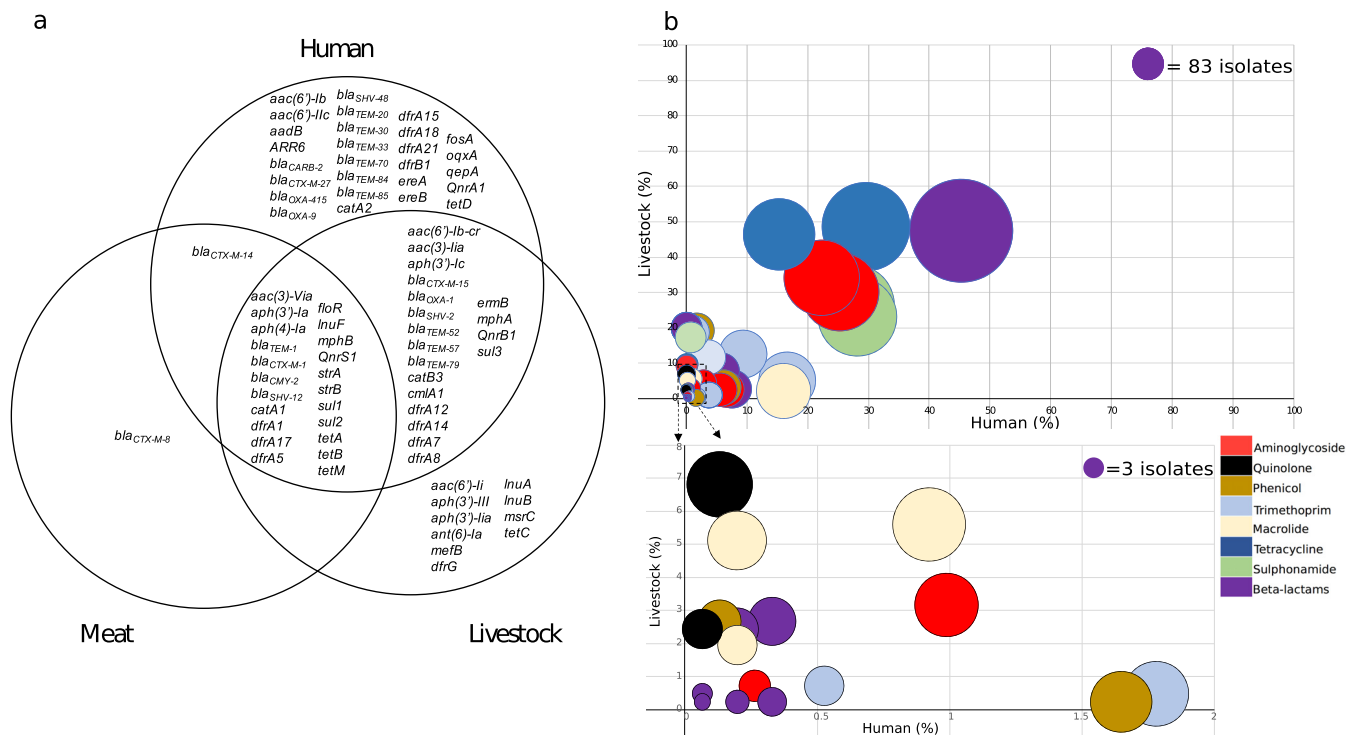 a
Human
aac(6')-Ib
aac(6')-IIc
aadB
ARR6
blaCARB-2
blaCTX-M-27
blaOXA-415
blaOXA-9
blaSHV-48
blaTEM-20
blaTEM-30
blaTEM-33
blaTEM-70
blaTEM-84
blaTEM-85
catA2
dfrA15
dfrA18
dfrA21
dfrB1
ereA
ereB
fosA
oqxA
qepA
QnrA1
tetD
blaCTX-M-14
aac(6')-Ib-cr
aac(3)-Iia
aph(3')-Ic
blaCTX-M-15
blaOXA-1
blaSHV-2
blaTEM-52
blaTEM-57
blaTEM-79
catB3
cmlA1
dfrA12
dfrA14
dfrA7
dfrA8
ermB
mphA
QnrB1
sul3
aac(3)-Via
aph(3')-Ia
aph(4)-Ia
blaTEM-1
blaCTX-M-1
blaCMY-2
blaSHV-12
catA1
dfrA1
dfrA17
dfrA5
floR
lnuF
mphB
QnrS1
strA
strB
sul1
sul2
tetA
tetB
tetM
blaCTX-M-8
aac(6')-Ii
aph(3')-III
aph(3')-Iia
ant(6)-Ia
mefB
dfrG
lnuA
lnuB
msrC
tetC
Meat
Livestock
b
= 83 isolates
100
90
80
70
60
50
40
30
20
10
0
Livestock (%)
0
10
20
30
40
50
60
70
80
90
100
Human (%)
=3 isolates
8
7
6
5
4
3
2
1
0
Livestock (%)
0
0.5
1
1.5
2
Human (%)
Aminoglycoside
Quinolone
Phenicol
Trimethoprim
Macrolide
Tetracycline
Sulphonamide
Beta-lactams